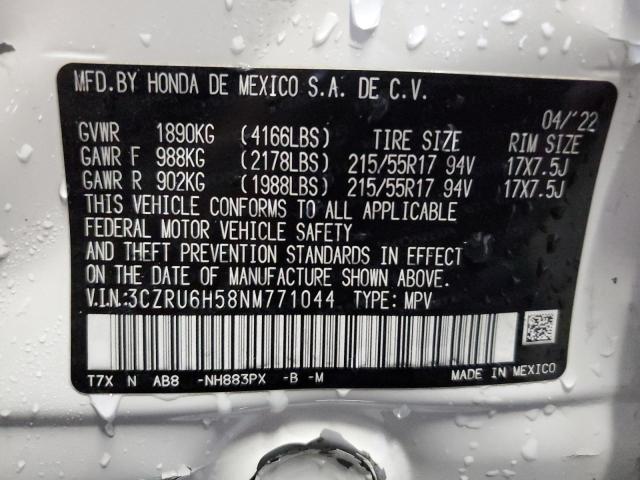 MFD.BY HONDA DE MEXICO S.A. DE C.V.
04/'22
GVWR 1890KG (4166LBS) TIRE SIZE RIM SIZE
GAWR F 988KG (2178LBS) 215/55R17 94V 17X7.5J
GAWR R 902KG (1988LBS) 215/55R17 94V 17X7.5J
THIS VEHICLE CONFORMS TO ALL APPLICABLE
FEDERAL MOTOR VEHICLE SAFETY
AND THEFT PREVENTION STANDARDS IN EFFECT
ON THE DATE OF MANUFACTURE SHOWN ABOVE.
V.I.N.:3CZRU6H58NM771044 TYPE: MPV
T7X N AB8 -NH883PX -B -M
MADE IN MEXICO